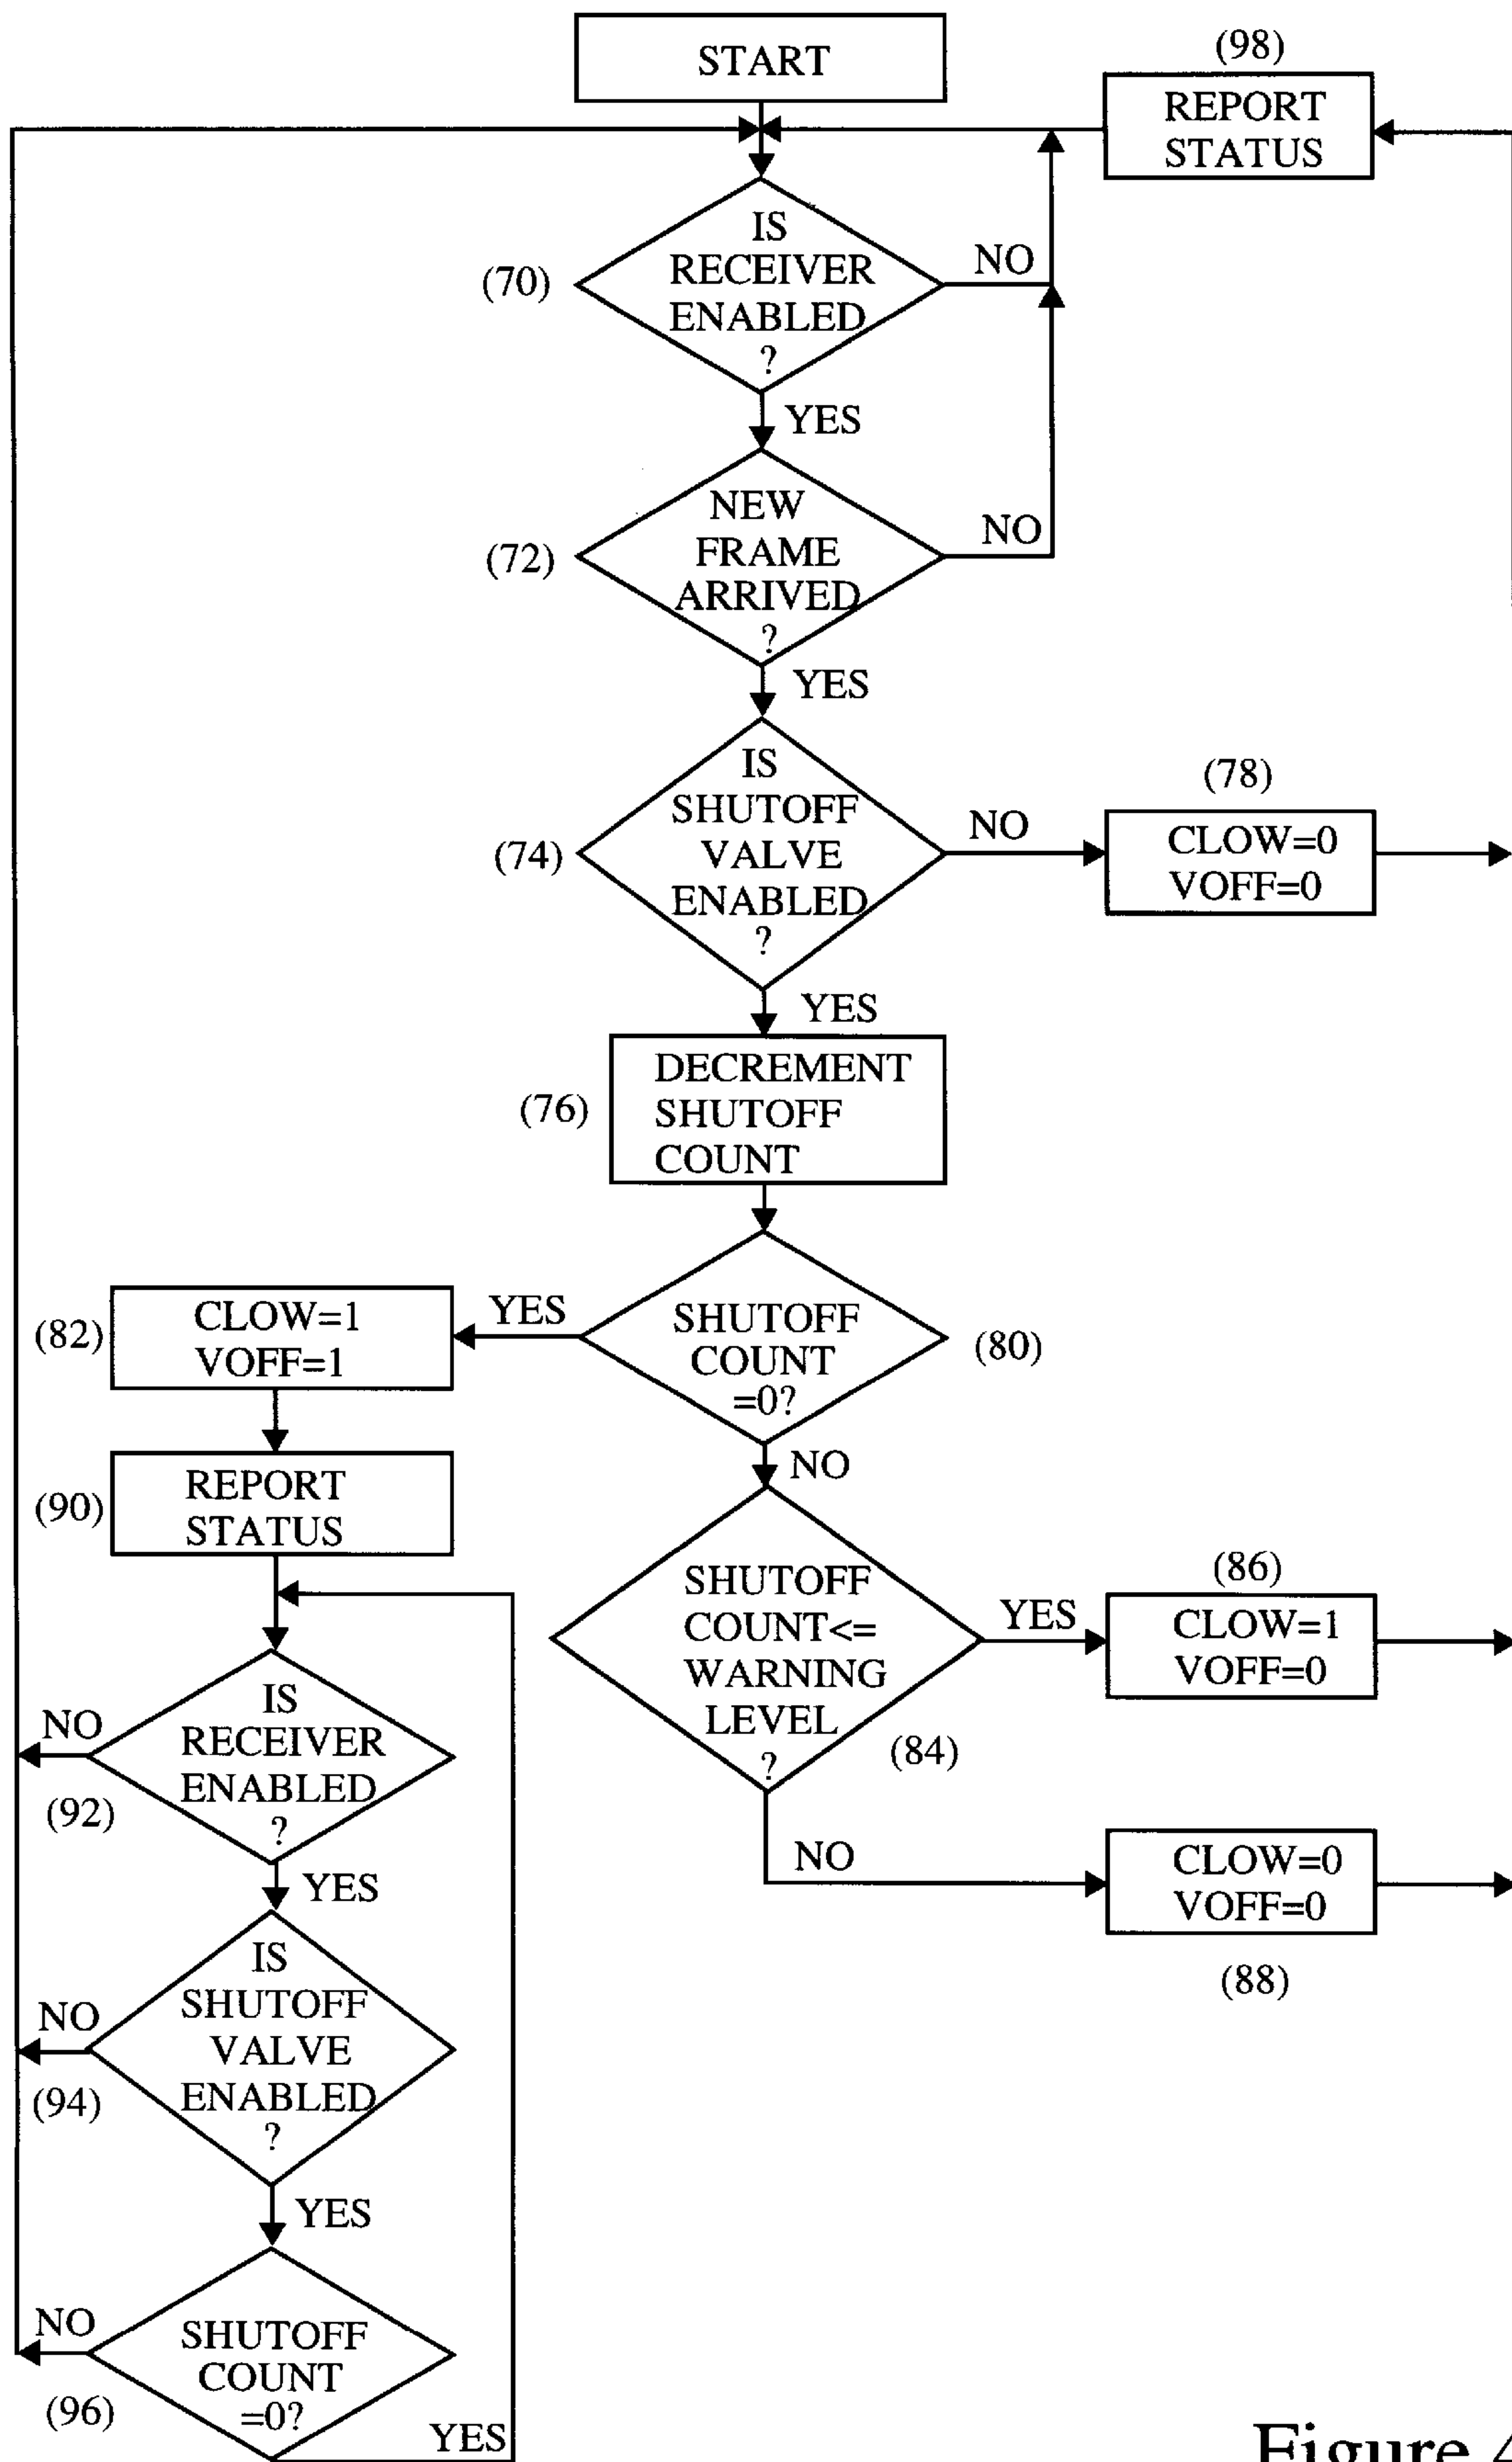 START
(98)
REPORT
STATUS
IS
RECEIVER
ENABLED
?
(70)
NO
YES
NEW
FRAME
ARRIVED
?
(72)
NO
YES
IS
SHUTOFF
VALVE
ENABLED
?
(74)
NO
(78)
CLOW=0
VOFF=0
YES
DECREMENT
SHUTOFF
COUNT
(76)
SHUTOFF
COUNT
=0?
(80)
YES
CLOW=1
VOFF=1
(82)
NO
REPORT
STATUS
(90)
SHUTOFF
COUNT<=
WARNING
LEVEL
?
(84)
YES
(86)
CLOW=1
VOFF=0
NO
CLOW=0
VOFF=0
(88)
IS
RECEIVER
ENABLED
?
NO
(92)
YES
IS
SHUTOFF
VALVE
ENABLED
?
NO
(94)
YES
SHUTOFF
COUNT
=0?
NO
(96)
YES
Figure 4